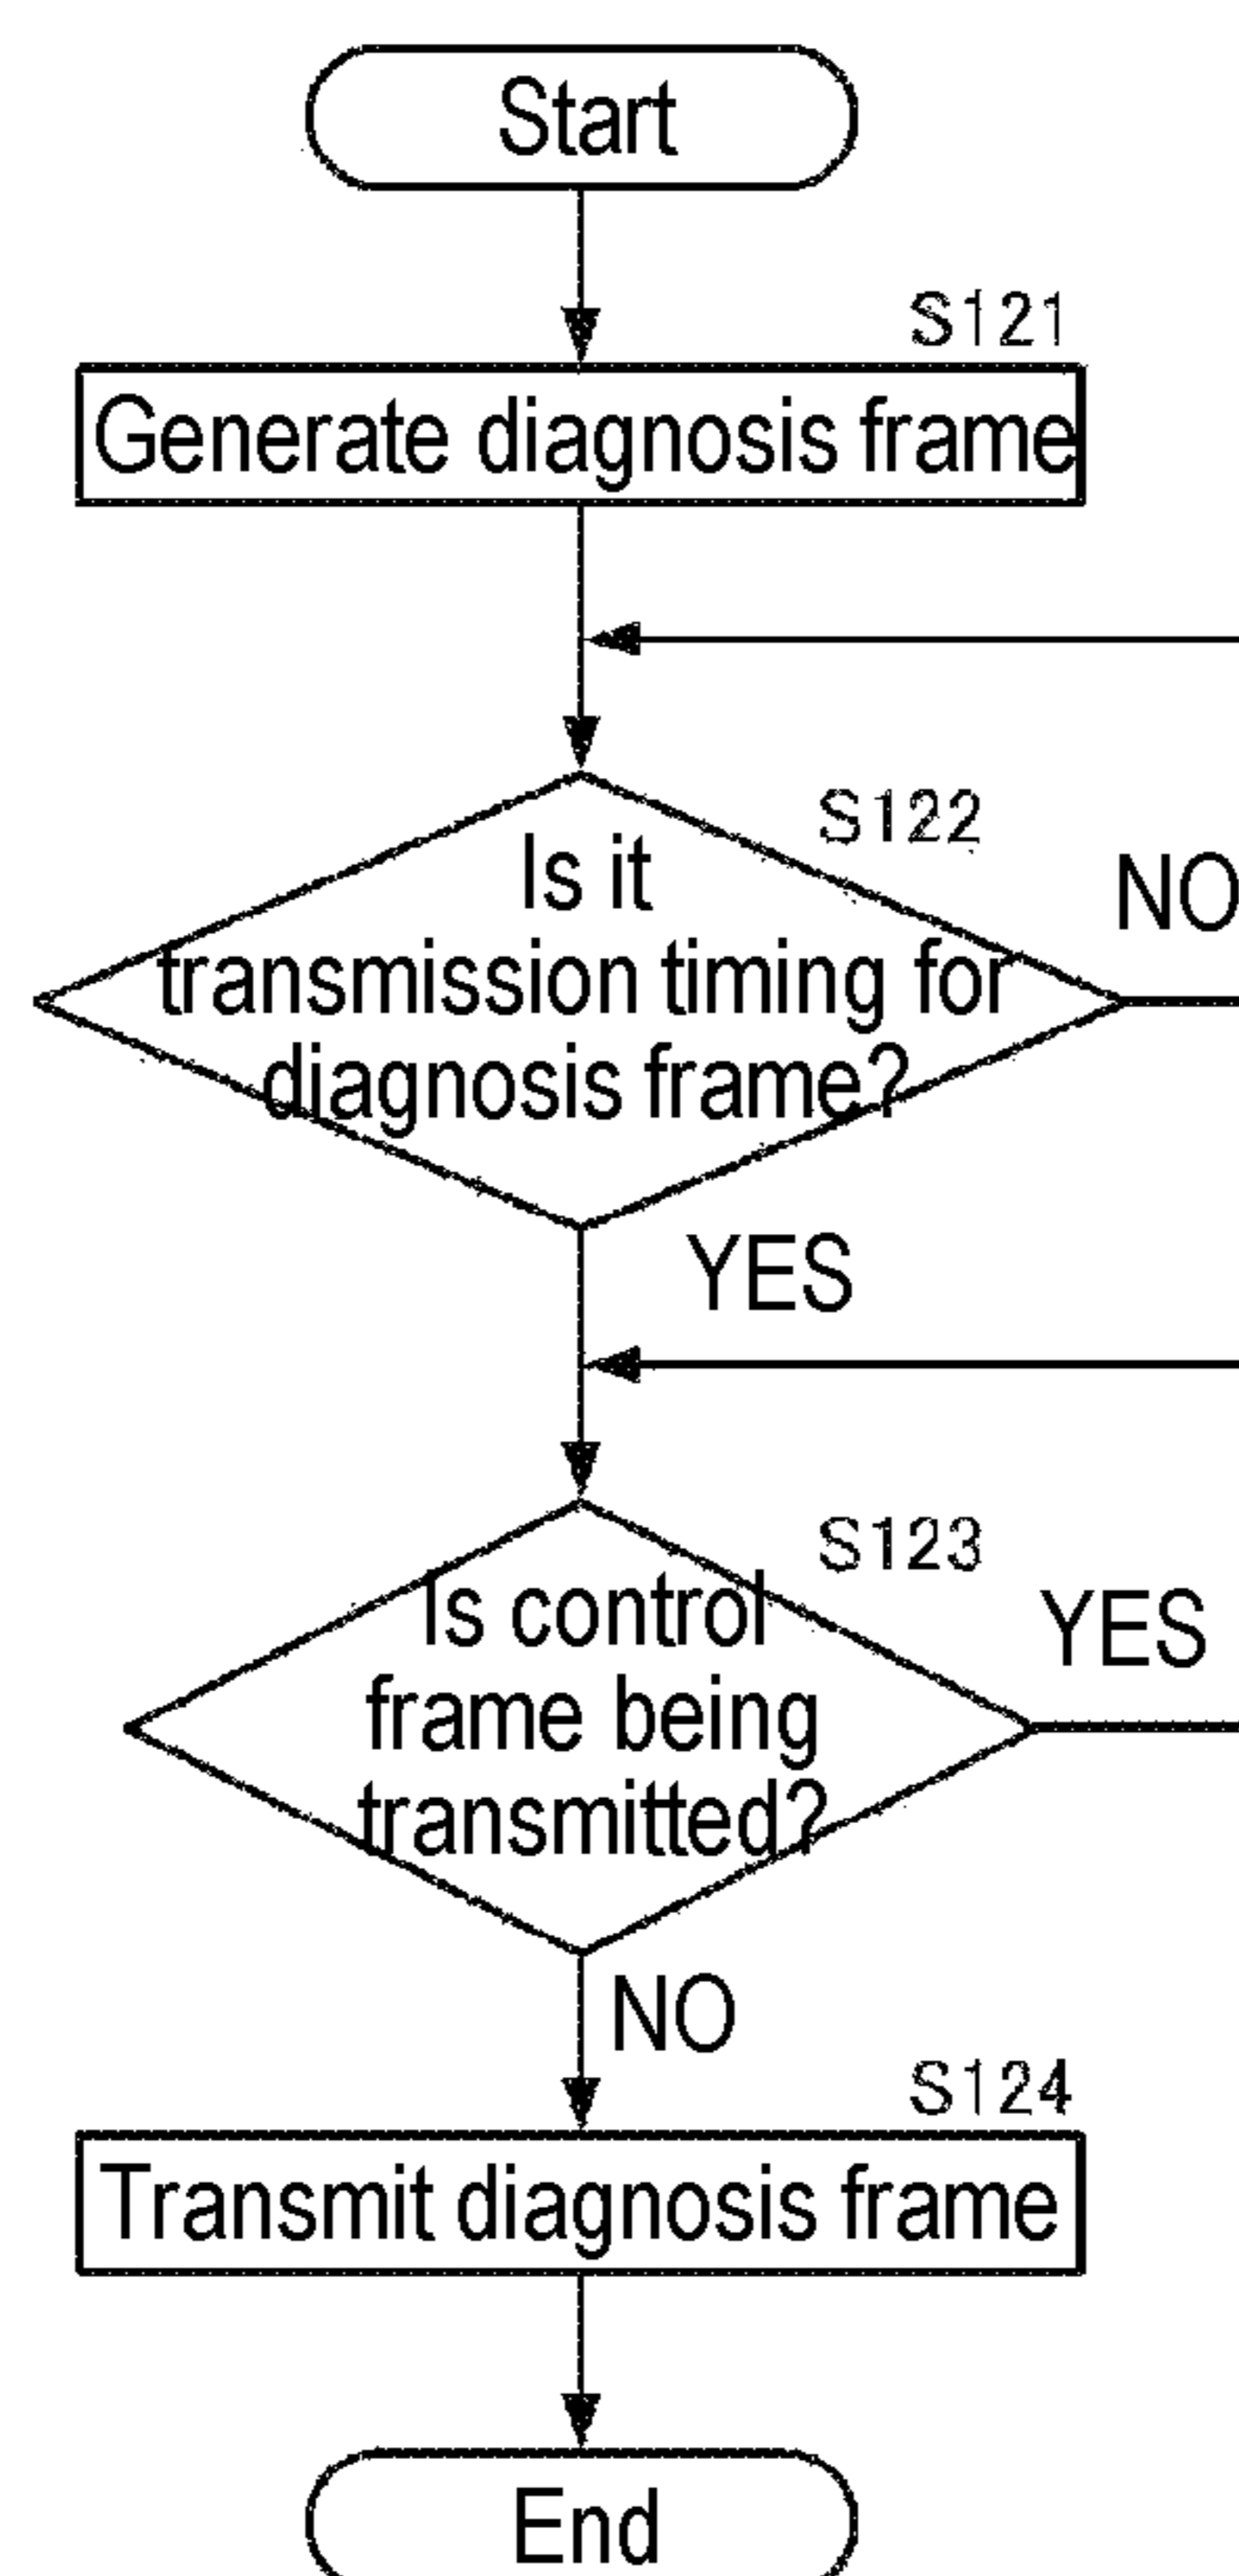 Start
S121
Generate diagnosis frame
S122
Is it
transmission timing for
diagnosis frame?
NO
YES
S123
Is control
frame being
transmitted?
YES
NO
S124
Transmit diagnosis frame
End